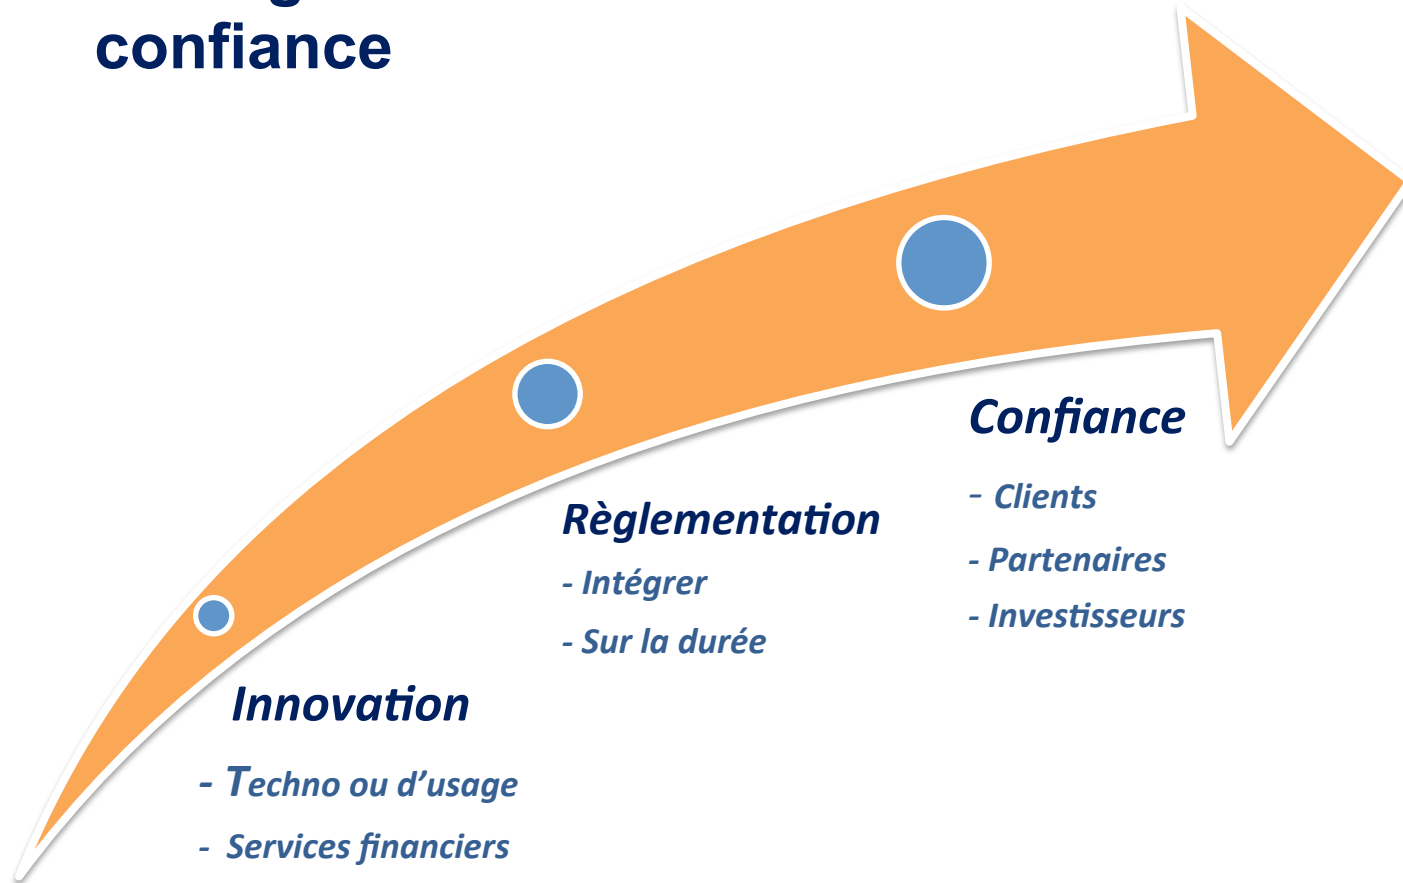 confiance
Confiance
- Clients
- Partenaires
- Investisseurs
Règlementation
- Intégrer
- Sur la durée
Innovation
- Techno ou d’usage
- Services financiers